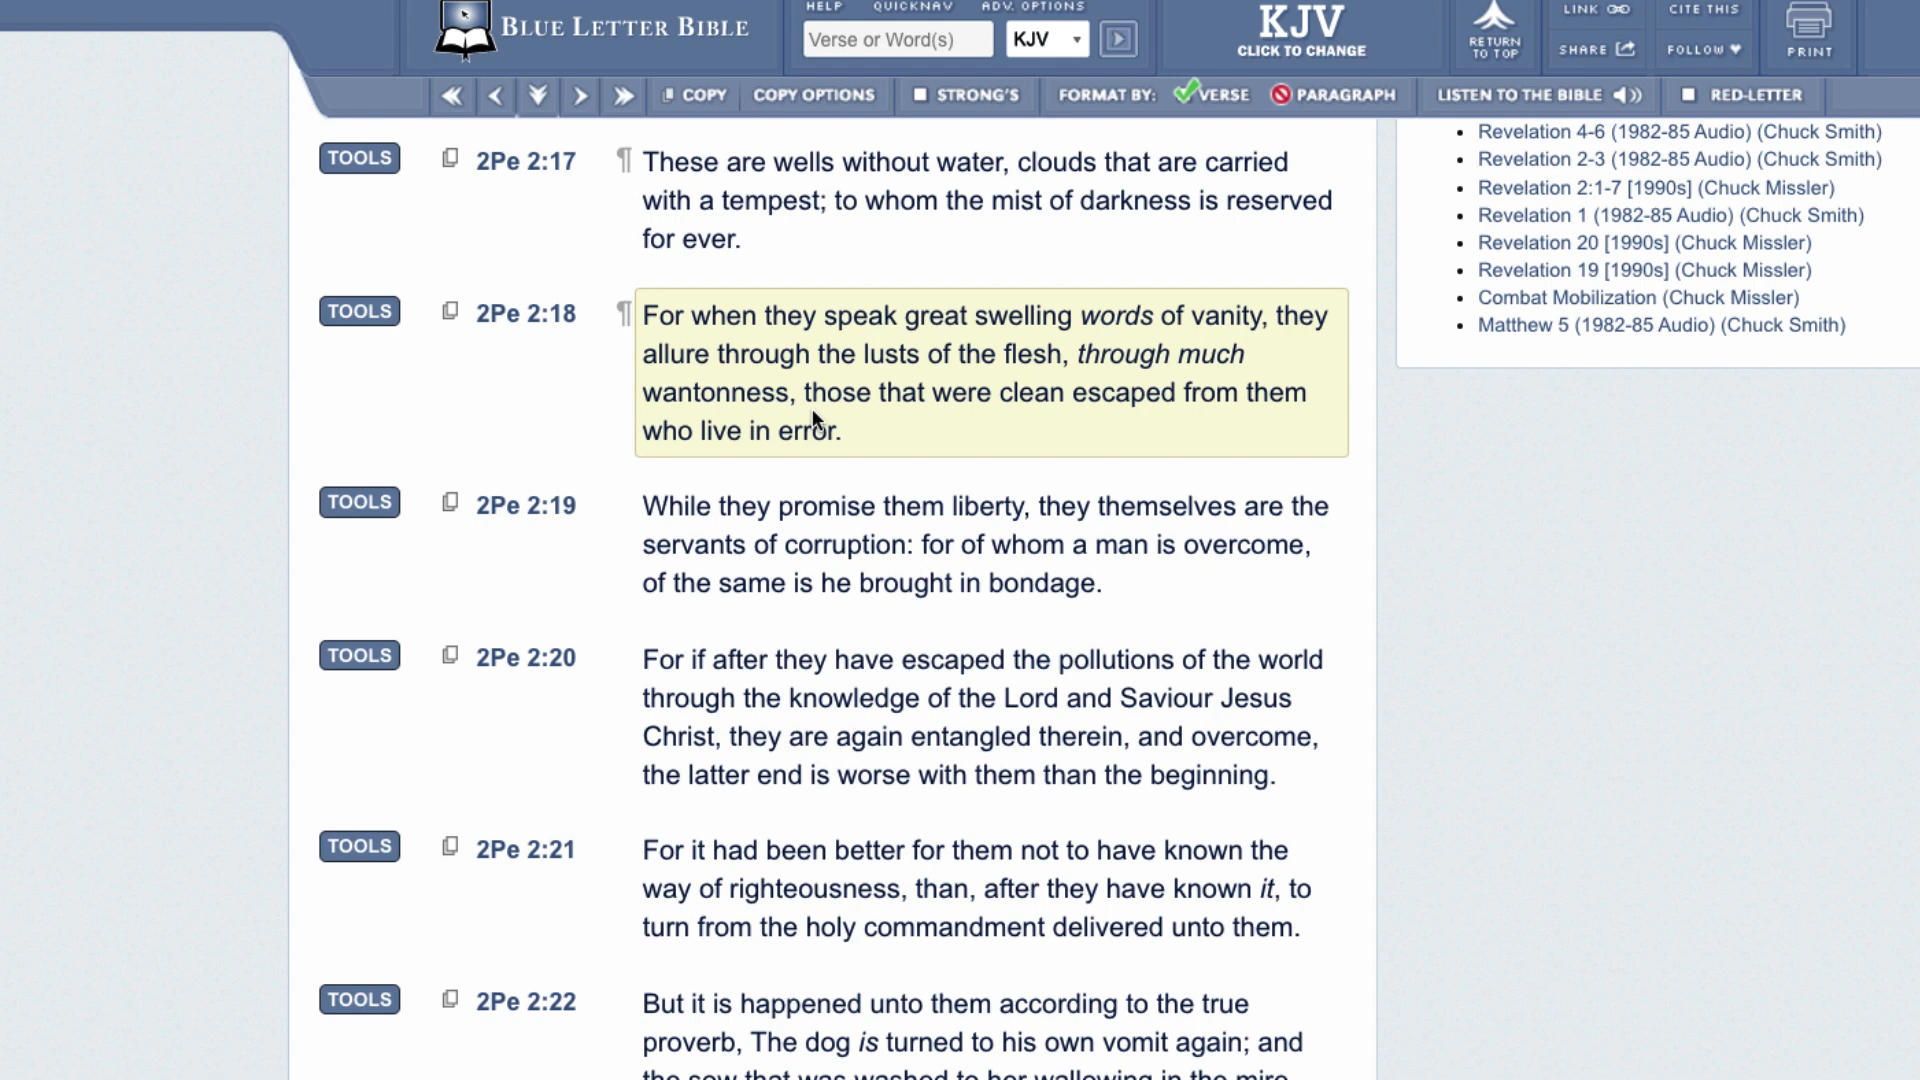 HELP QUICKNAV ADV. OPTIONS
BLUE LETTER BIBLE
Verse or Word(s)
KJV
KJV
CLICK TO CHANGE
RETURN
TO TOP
LINK
CITE THIS
SHARE
FOLLOW
PRINT
COPY
COPY OPTIONS
STRONG'S
FORMAT BY:
VERSE
PARAGRAPH
LISTEN TO THE BIBLE
RED-LETTER
TOOLS 2Pe 2:17 ¶ These are wells without water, clouds that are carried
with a tempest; to whom the mist of darkness is reserved
for ever.
TOOLS 2Pe 2:18 ¶ For when they speak great swelling words of vanity, they
allure through the lusts of the flesh, through much
wantonness, those that were clean escaped from them
who live in error.
TOOLS 2Pe 2:19 While they promise them liberty, they themselves are the
servants of corruption: for of whom a man is overcome,
of the same is he brought in bondage.
TOOLS 2Pe 2:20 For if after they have escaped the pollutions of the world
through the knowledge of the Lord and Saviour Jesus
Christ, they are again entangled therein, and overcome,
the latter end is worse with them than the beginning.
TOOLS 2Pe 2:21 For it had been better for them not to have known the
way of righteousness, than, after they have known it, to
turn from the holy commandment delivered unto them.
TOOLS 2Pe 2:22 But it is happened unto them according to the true
proverb, The dog is turned to his own vomit again; and
the sow that was washed to her wallowing in the mire.
• Revelation 4-6 (1982-85 Audio) (Chuck Smith)
• Revelation 2-3 (1982-85 Audio) (Chuck Smith)
• Revelation 2:1-7 [1990s] (Chuck Missler)
• Revelation 1 (1982-85 Audio) (Chuck Smith)
• Revelation 20 [1990s] (Chuck Missler)
• Revelation 19 [1990s] (Chuck Missler)
• Combat Mobilization (Chuck Missler)
• Matthew 5 (1982-85 Audio) (Chuck Smith)